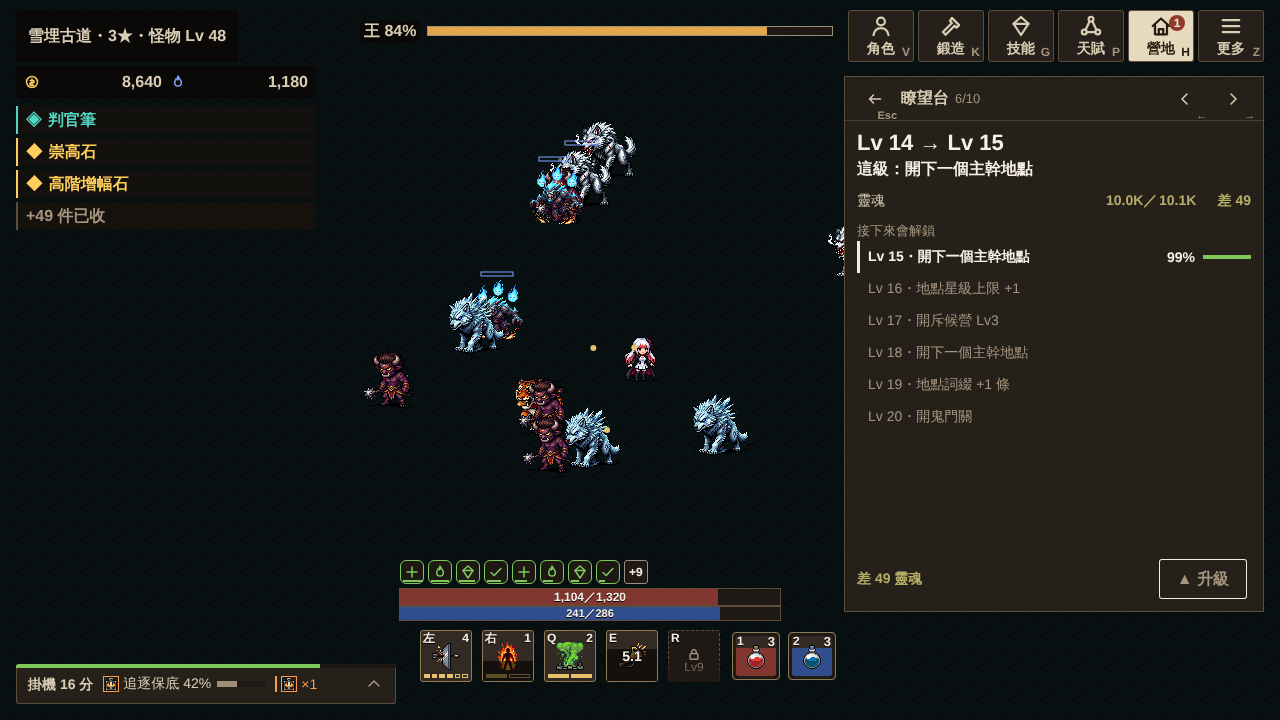 雪埋古道・3★・怪物 Lv 48
8,640 1,180
判官筆
崇高石
高階增幅石
+49 件已收
王 84%
角色 V
鍛造 K
技能 G
天賦 P
營地 H 1
更多 Z
瞭望台 6/10
Esc ← →
Lv 14 → Lv 15
這級：開下一個主幹地點
靈魂 10.0K／10.1K 差 49
接下來會解鎖
Lv 15・開下一個主幹地點 99%
Lv 16・地點星級上限 +1
Lv 17・開斥候營 Lv3
Lv 18・開下一個主幹地點
Lv 19・地點詞綴 +1 條
Lv 20・開鬼門關
差 49 靈魂
▲ 升級
+9
1,104／1,320
241／286
左 4
右 1
Q 2
E 5.1
R Lv9
1 3
2 3
掛機 16 分 追逐保底 42% ×1